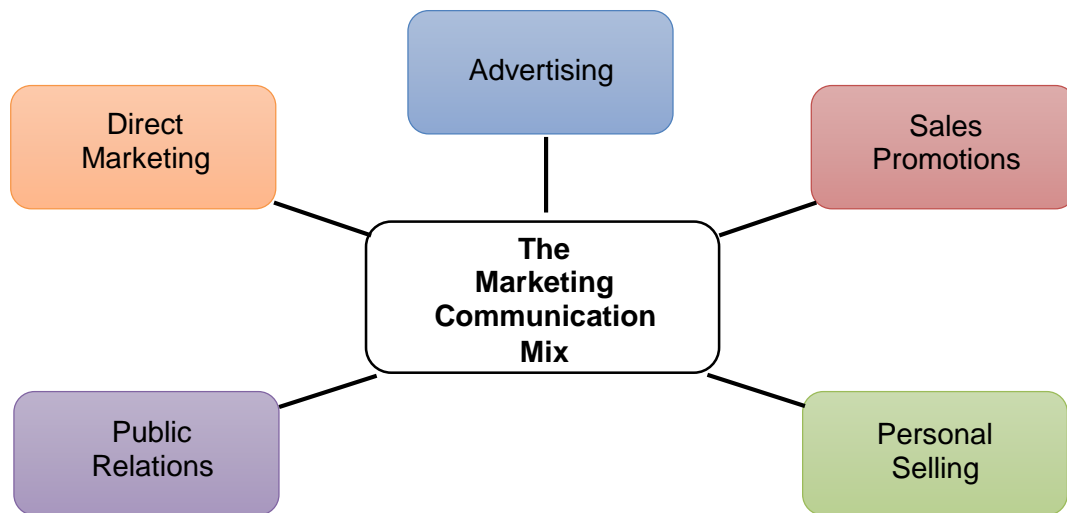 Advertising
Direct
Marketing
Sales
Promotions
The
Marketing
Communication
Mix
Public
Relations
Personal
Selling